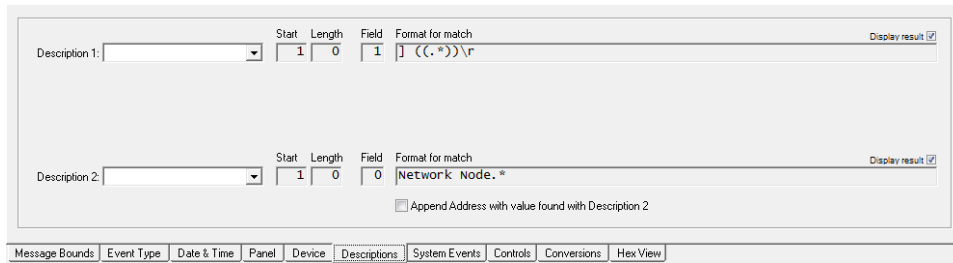 Start Length Field Format for match Display result
Description 1: 1 0 1 ] ((.*))\r
Start Length Field Format for match Display result
Description 2: 1 0 0 Network Node.*
Append Address with value found with Description 2
Message Bounds Event Type Date & Time Panel Device Descriptions System Events Controls Conversions Hex View